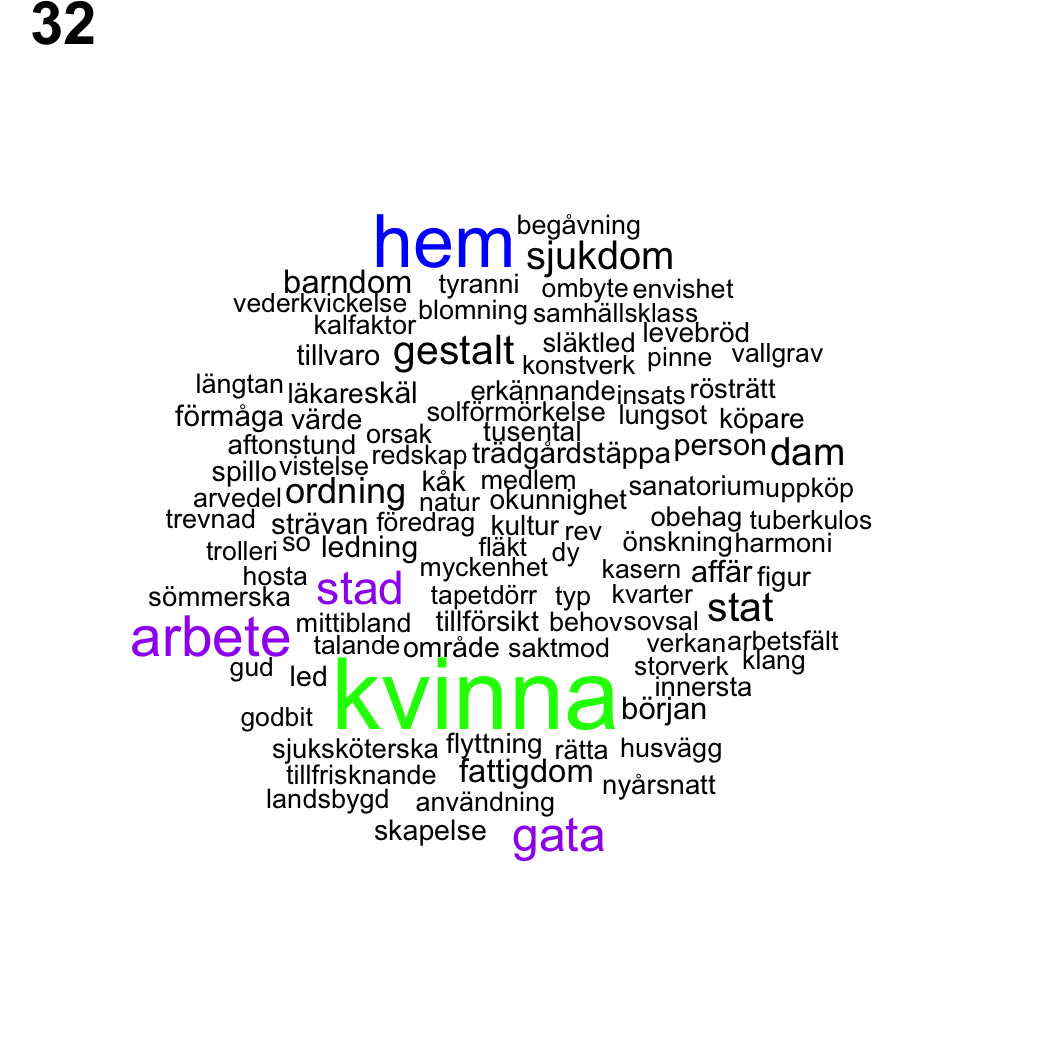 32
hem begåvning
sjukdom
barndom tyranni ombyte envishet
vederkvickelse blomning samhällsklass
kalfaktor släktled levebröd
tillvaro gestalt konstverk pinne vallgrav
längtan läkareskäl erkännande insats rösträtt
förmåga värde solförmörkelse lungsot köpare
aftonstund orsak tusental person dam
spillo vistelse redskap trädgårdstäppa
arvedel ordning kåk medlem sanatorium uppköp
natur okunnighet
trevnad strävan föredrag kultur rev obehag tuberkulos
trolleri so ledning fläkt dy önskning harmoni
hosta stad myckenhet kasern affär figur
sömmerska tapetdörr typ kvarter stat
arbete mittibland tillförsikt behov sovsal
talande område saktmod verkan arbetsfält
gud led kvinna storverk klang
innersta
godbit början
sjuksköterska flyttning rätta husvägg
tillfrisknande fattigdom nyårsnatt
landsbygd användning
skapelse gata